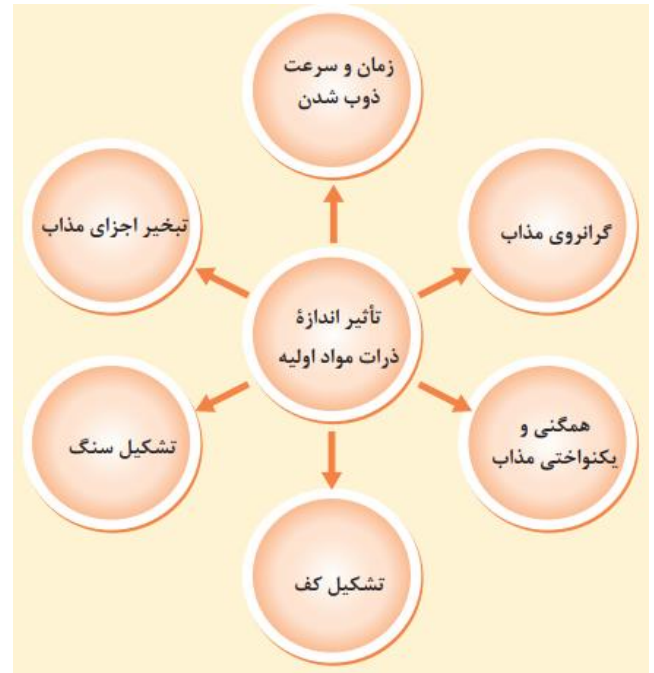 زمان و سرعت
ذوب شدن
گرانروی مذاب
تبخیر اجزای مذاب
تأثیر اندازهٔ
ذرات مواد اولیه
همگنی و
یکنواختی مذاب
تشکیل سنگ
تشکیل کف